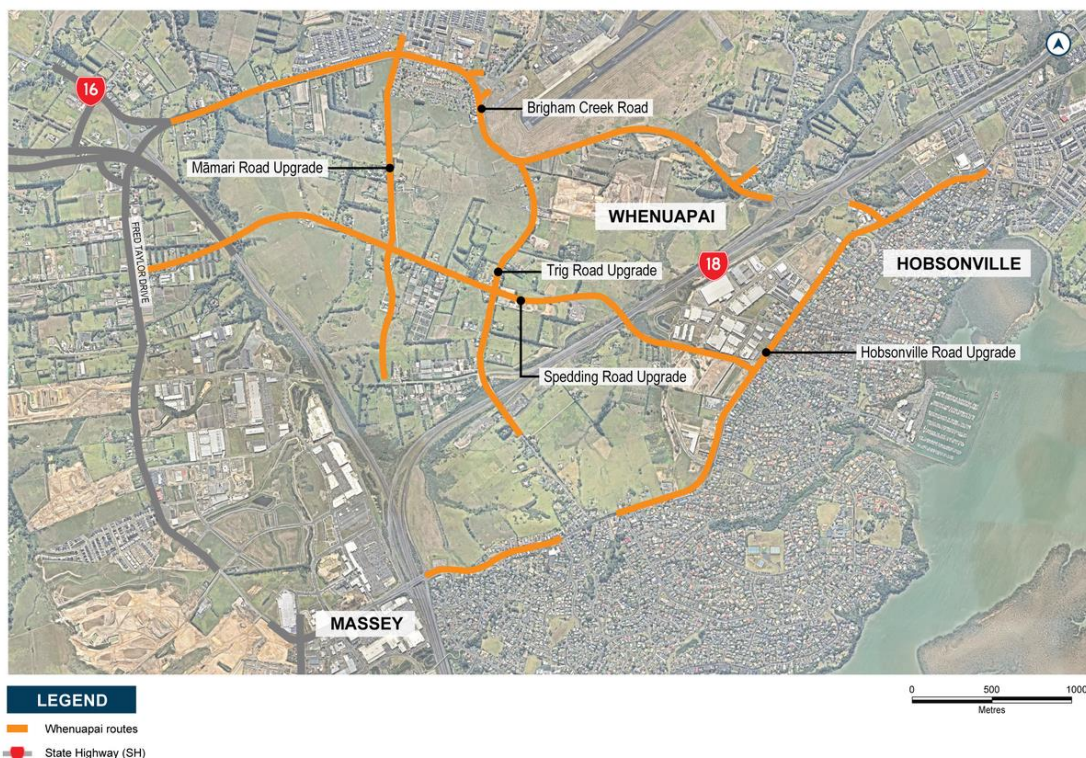 16
Brigham Creek Road
Māmari Road Upgrade
WHENUAPAI
FRED TAYLOR DRIVE
HOBSONVILLE
18
Trig Road Upgrade
Spedding Road Upgrade
Hobsonville Road Upgrade
MASSEY
LEGEND
Whenuapai routes
State Highway (SH)
0 500 1000
Metres